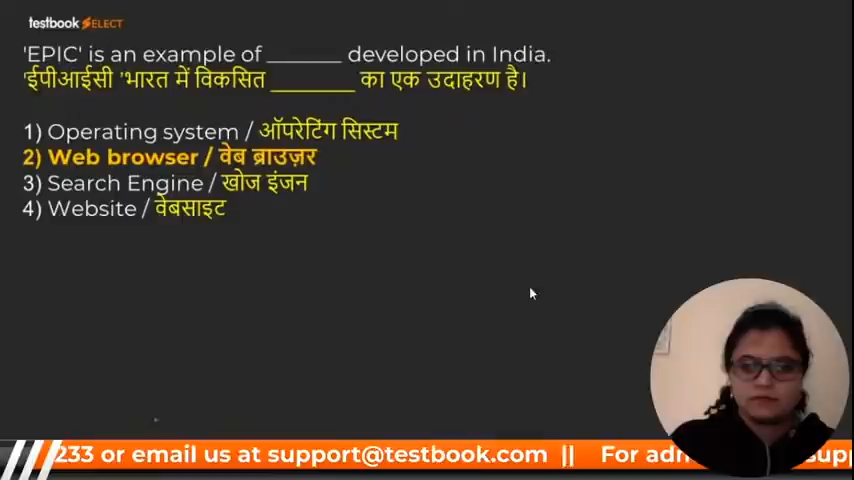 testbook SELECT
'EPIC' is an example of _______ developed in India.
'ईपीआईसी 'भारत में विकसित ________ का एक उदाहरण है।
1) Operating system / ऑपरेटिंग सिस्टम
2) Web browser / वेब ब्राउज़र
3) Search Engine / खोज इंजन
4) Website / वेबसाइट
233 or email us at support@testbook.com || For adm